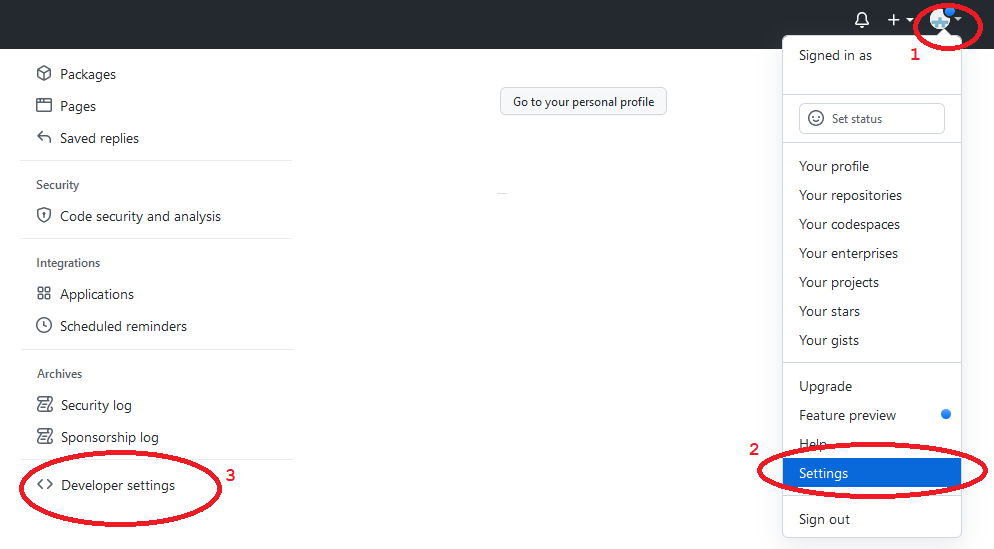 1
Signed in as
Set status
Your profile
Your repositories
Your codespaces
Your enterprises
Your projects
Your stars
Your gists
Upgrade
Feature preview
Help
2
Settings
Sign out
Packages
Pages
Saved replies
Security
Code security and analysis
Integrations
Applications
Scheduled reminders
Archives
Security log
Sponsorship log
3
Developer settings
Go to your personal profile